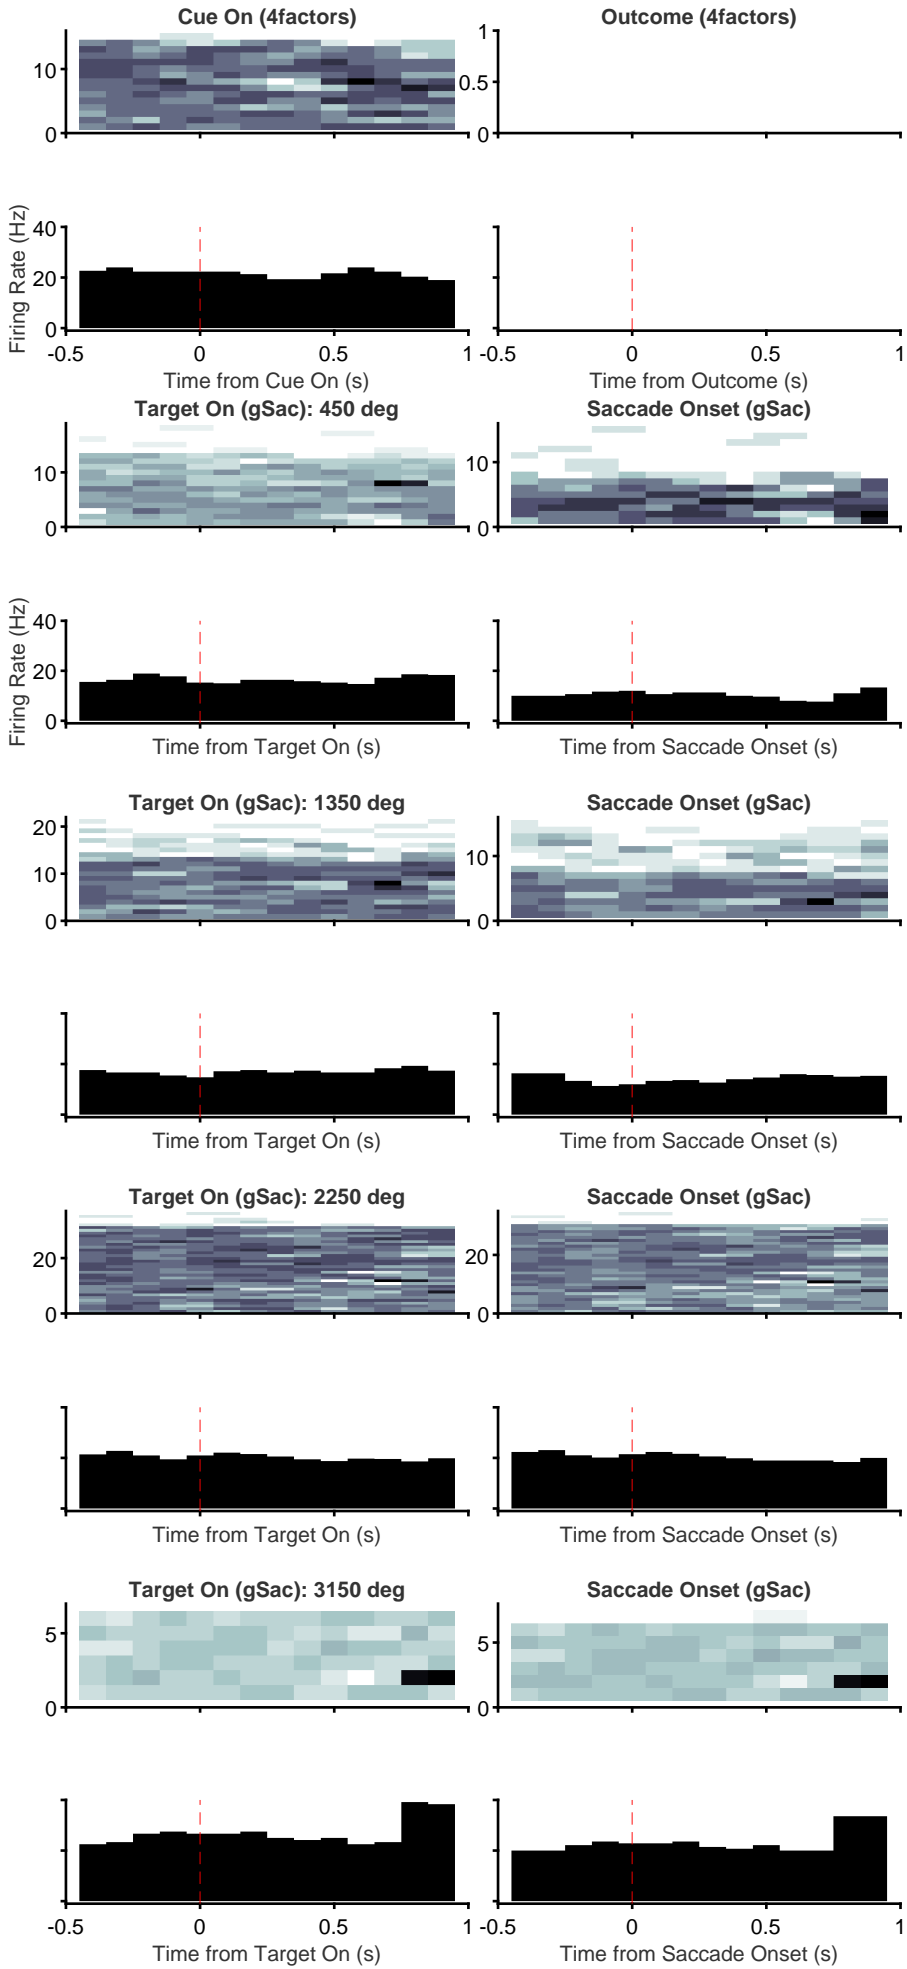 Cue On (4factors)
Outcome (4factors)
10
0
1
0.5
0
Firing Rate (Hz)
40
20
0
-0.5 0 0.5 1
-0.5 0 0.5 1
Time from Cue On (s)
Time from Outcome (s)
Target On (gSac): 450 deg
Saccade Onset (gSac)
10
0
10
0
Firing Rate (Hz)
40
20
0
Time from Target On (s)
Time from Saccade Onset (s)
Target On (gSac): 1350 deg
Saccade Onset (gSac)
20
10
0
10
0
Time from Target On (s)
Time from Saccade Onset (s)
Target On (gSac): 2250 deg
Saccade Onset (gSac)
20
0
20
0
Time from Target On (s)
Time from Saccade Onset (s)
Target On (gSac): 3150 deg
Saccade Onset (gSac)
5
0
5
0
-0.5 0 0.5 1
-0.5 0 0.5 1
Time from Target On (s)
Time from Saccade Onset (s)